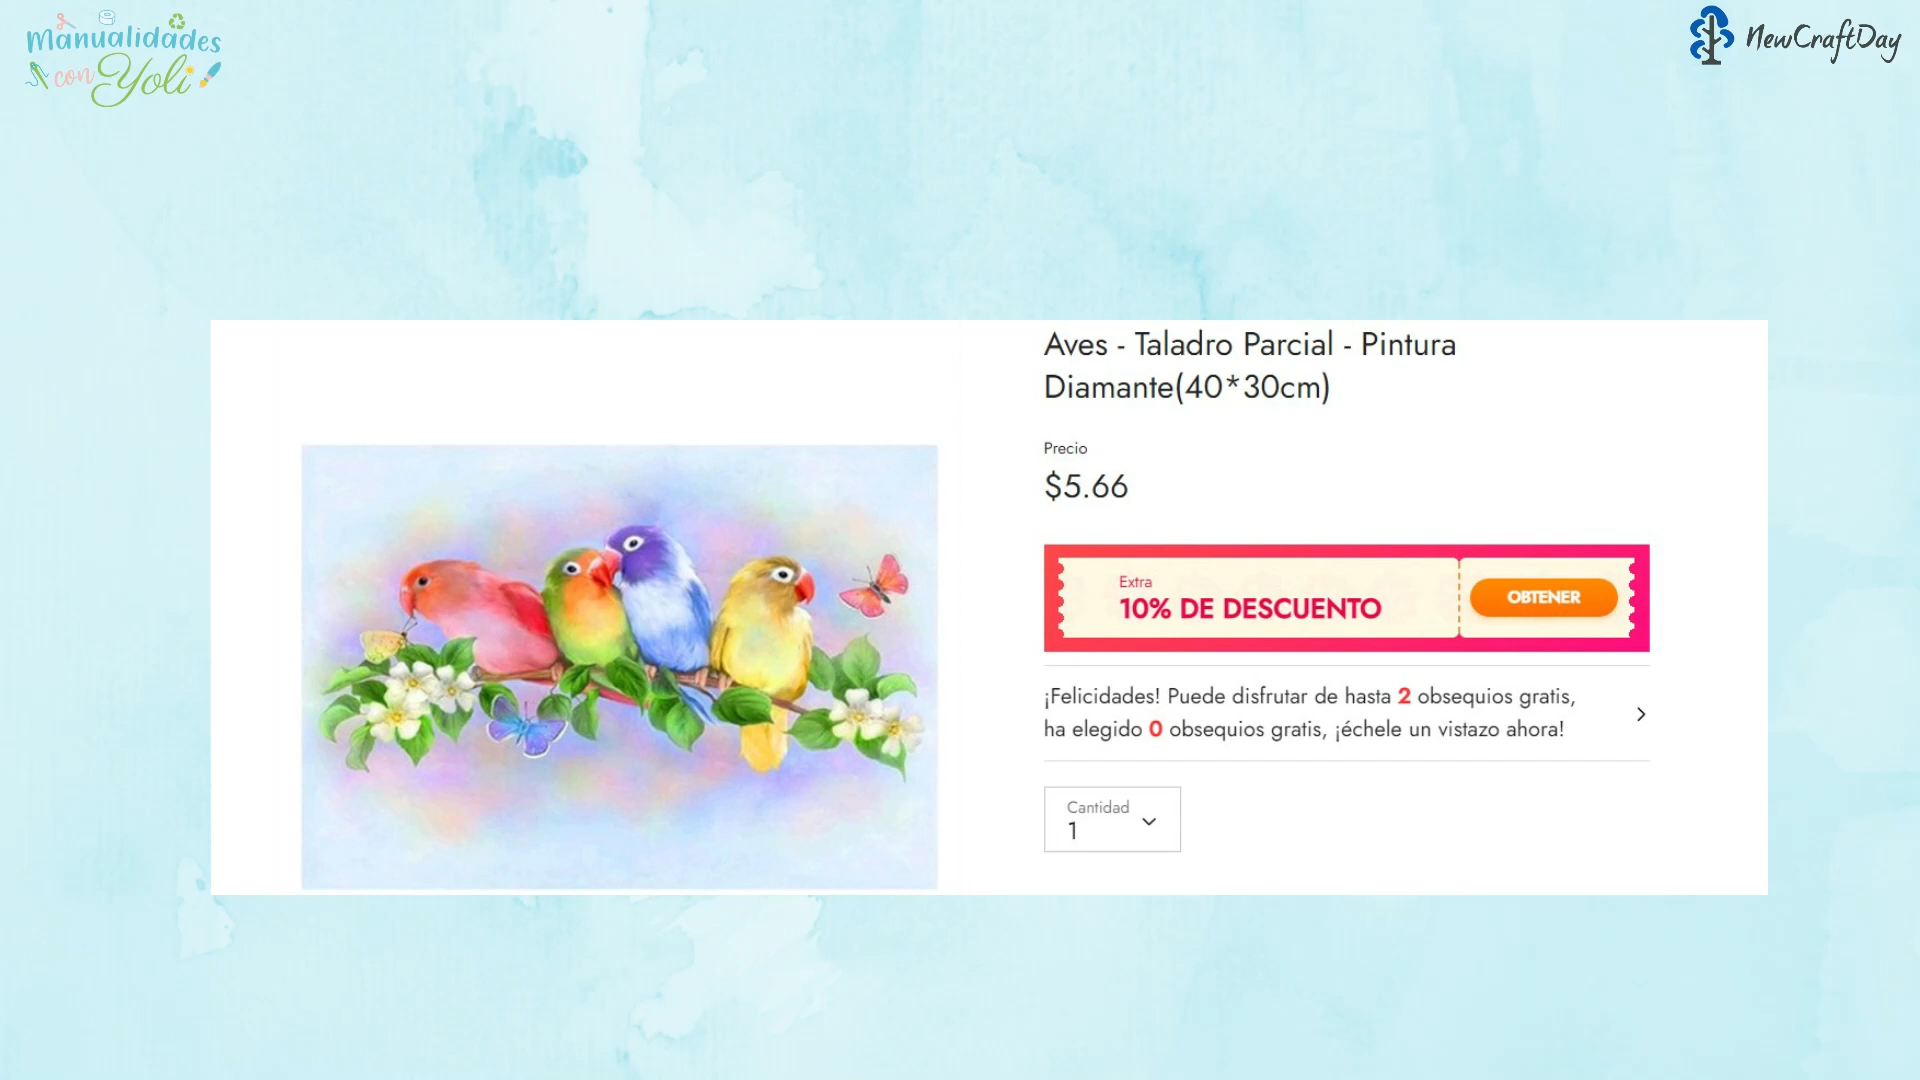 Manualidades
con Yoli
NewCraftDay
Aves - Taladro Parcial - Pintura
Diamante(40*30cm)
Precio
$5.66
Extra
10% DE DESCUENTO
OBTENER
¡Felicidades! Puede disfrutar de hasta 2 obsequios gratis,
ha elegido 0 obsequios gratis, ¡échele un vistazo ahora!
Cantidad
1